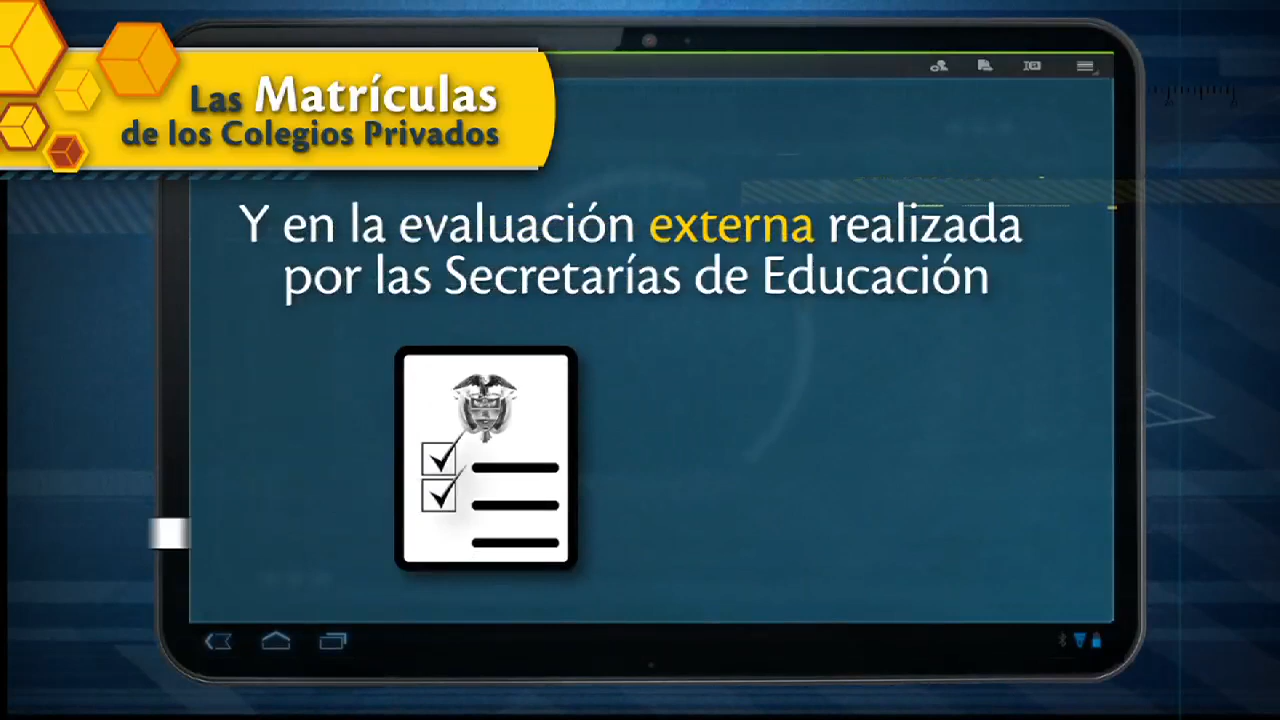 Las Matrículas
de los Colegios Privados
Y en la evaluación externa realizada
por las Secretarías de Educación